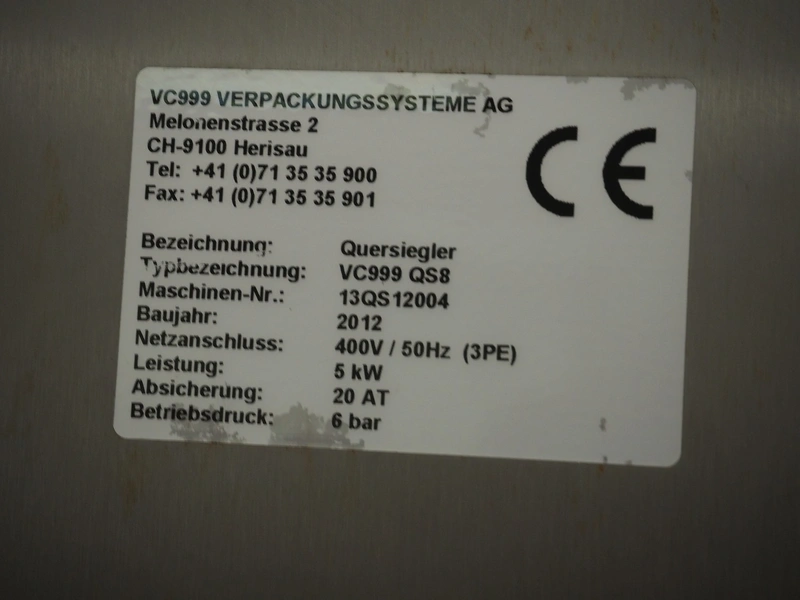 VC999 VERPACKUNGSSYSTEME AG
Melonenstrasse 2
CH-9100 Herisau
Tel: +41 (0)71 35 35 900
Fax: +41 (0)71 35 35 901
CE
Bezeichnung: Quersiegler
Typbezeichnung: VC999 QS8
Maschinen-Nr.: 13QS12004
Baujahr: 2012
Netzanschluss: 400V / 50Hz (3PE)
Leistung: 5 kW
Absicherung: 20 AT
Betriebsdruck: 6 bar